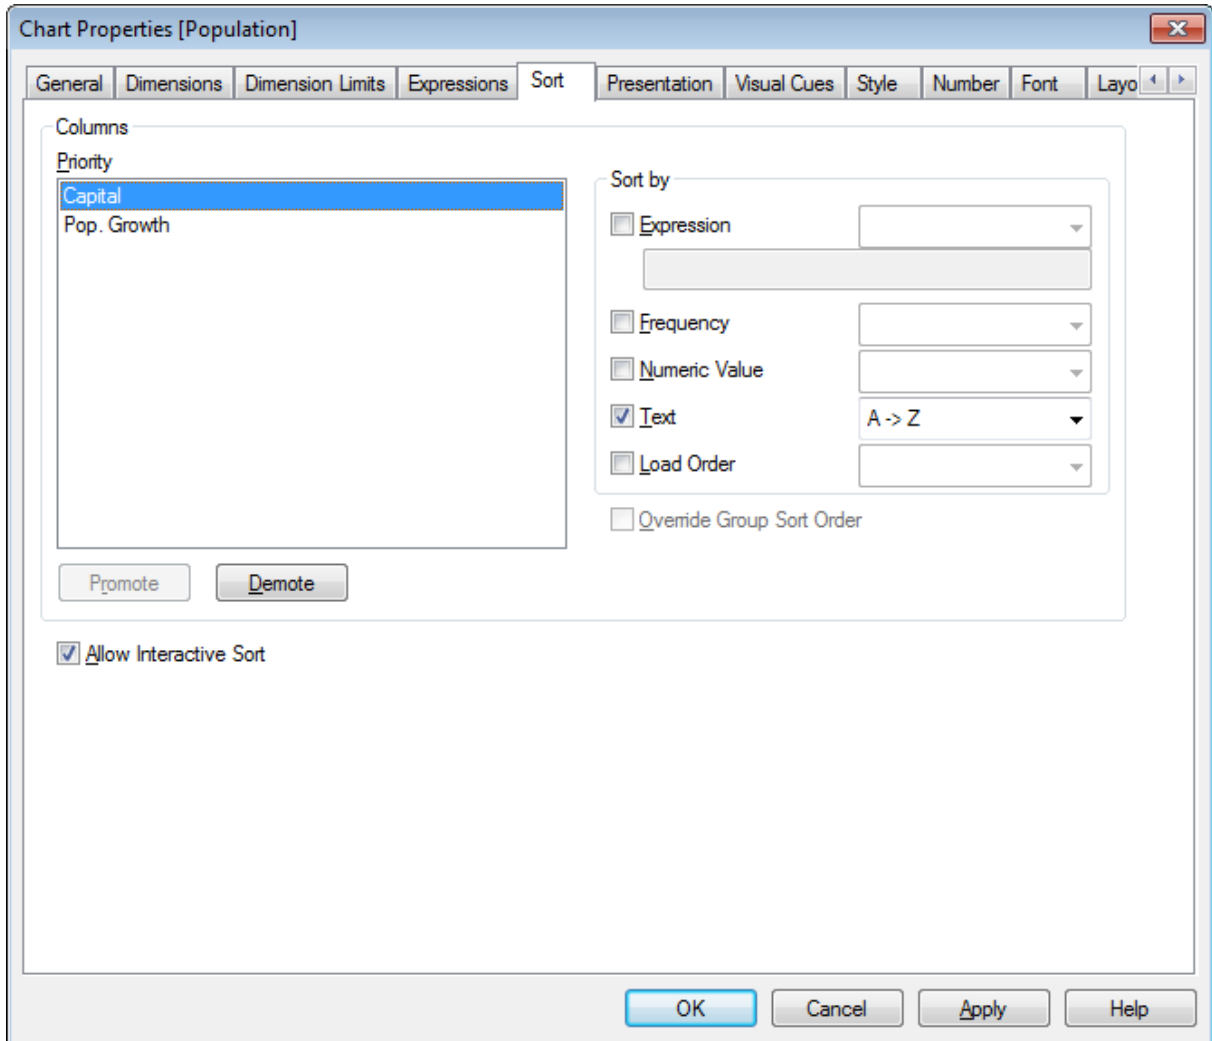 Chart Properties [Population]
General Dimensions Dimension Limits Expressions Sort Presentation Visual Cues Style Number Font Layo
Columns
Priority
Capital
Pop. Growth
Sort by
Expression
Frequency
Numeric Value
Text A -> Z
Load Order
Override Group Sort Order
Promote Demote
Allow Interactive Sort
OK Cancel Apply Help